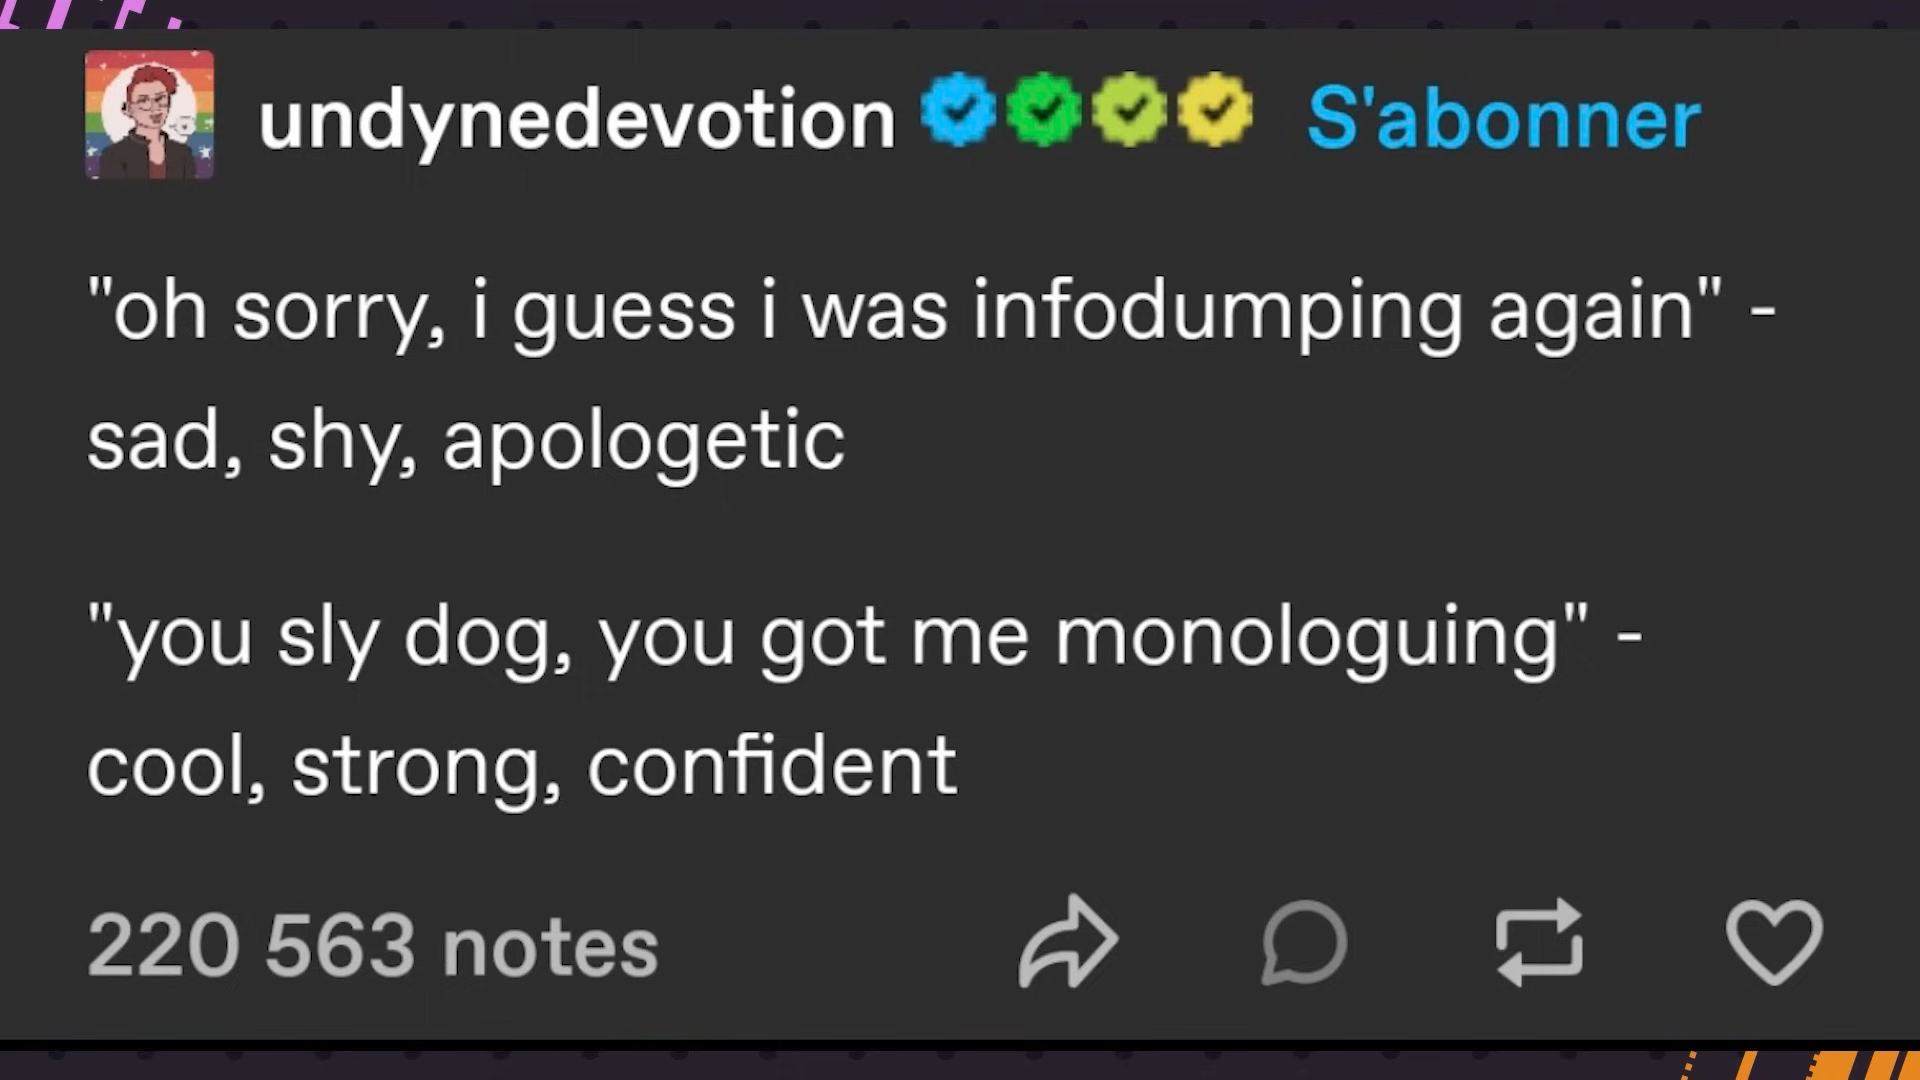 undynedevotion S'abonner
"oh sorry, i guess i was infodumping again" -
sad, shy, apologetic
"you sly dog, you got me monologuing" -
cool, strong, confident
220 563 notes